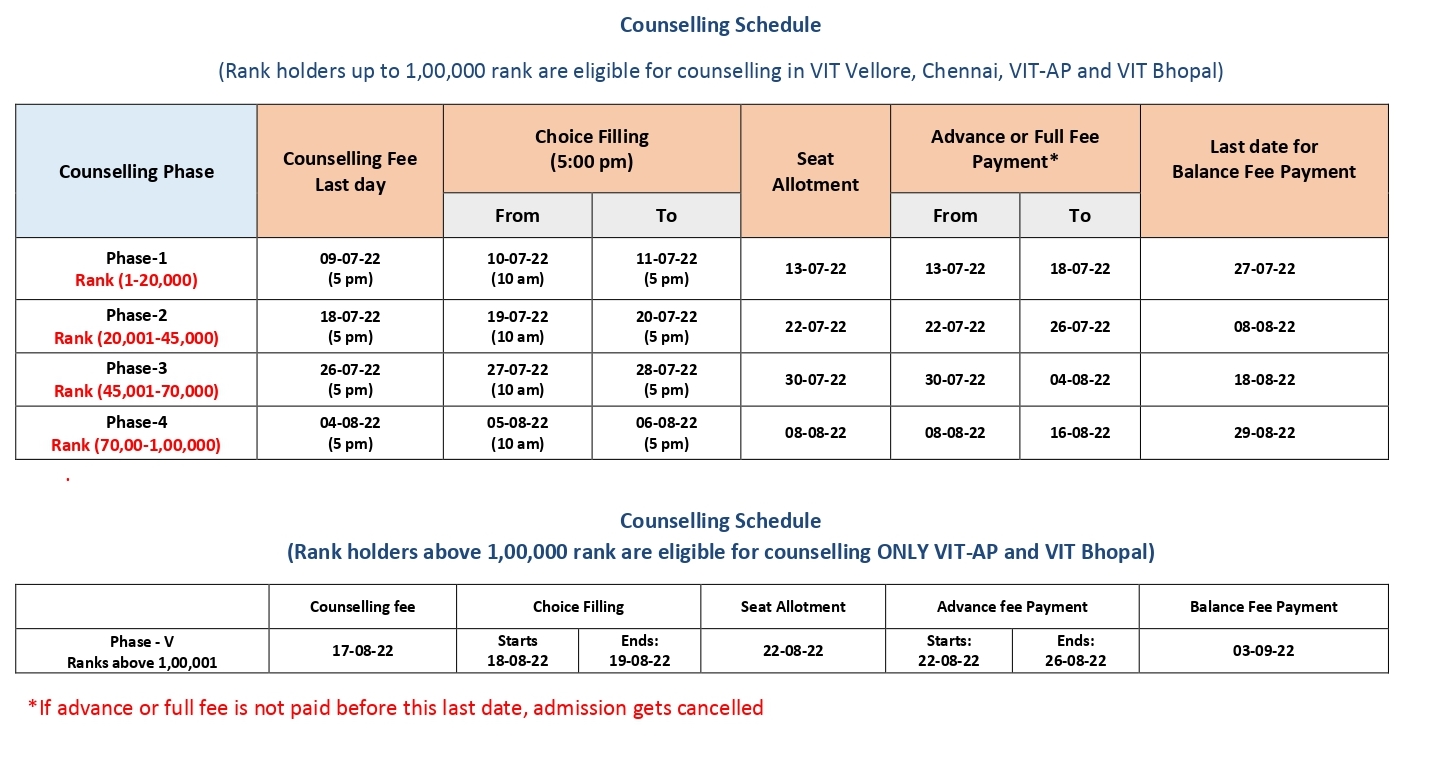 Counselling Schedule
(Rank holders up to 1,00,000 rank are eligible for counselling in VIT Vellore, Chennai, VIT-AP and VIT Bhopal)
Counselling Phase
Counselling Fee
Last day
Choice Filling
(5:00 pm)
From
To
Seat
Allotment
Advance or Full Fee
Payment*
From
To
Last date for
Balance Fee Payment
Phase-1
Rank (1-20,000)
09-07-22
(5 pm)
10-07-22
(10 am)
11-07-22
(5 pm)
13-07-22
13-07-22
18-07-22
27-07-22
Phase-2
Rank (20,001-45,000)
18-07-22
(5 pm)
19-07-22
(10 am)
20-07-22
(5 pm)
22-07-22
22-07-22
26-07-22
08-08-22
Phase-3
Rank (45,001-70,000)
26-07-22
(5 pm)
27-07-22
(10 am)
28-07-22
(5 pm)
30-07-22
30-07-22
04-08-22
18-08-22
Phase-4
Rank (70,00-1,00,000)
04-08-22
(5 pm)
05-08-22
(10 am)
06-08-22
(5 pm)
08-08-22
08-08-22
16-08-22
29-08-22
.
Counselling Schedule
(Rank holders above 1,00,000 rank are eligible for counselling ONLY VIT-AP and VIT Bhopal)
Counselling fee
Choice Filling
Seat Allotment
Advance fee Payment
Balance Fee Payment
Phase - V
Ranks above 1,00,001
17-08-22
Starts
18-08-22
Ends:
19-08-22
22-08-22
Starts:
22-08-22
Ends:
26-08-22
03-09-22
*If advance or full fee is not paid before this last date, admission gets cancelled